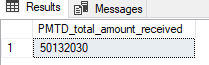 Results Messages
PMTD_total_amount_received
1 50132030